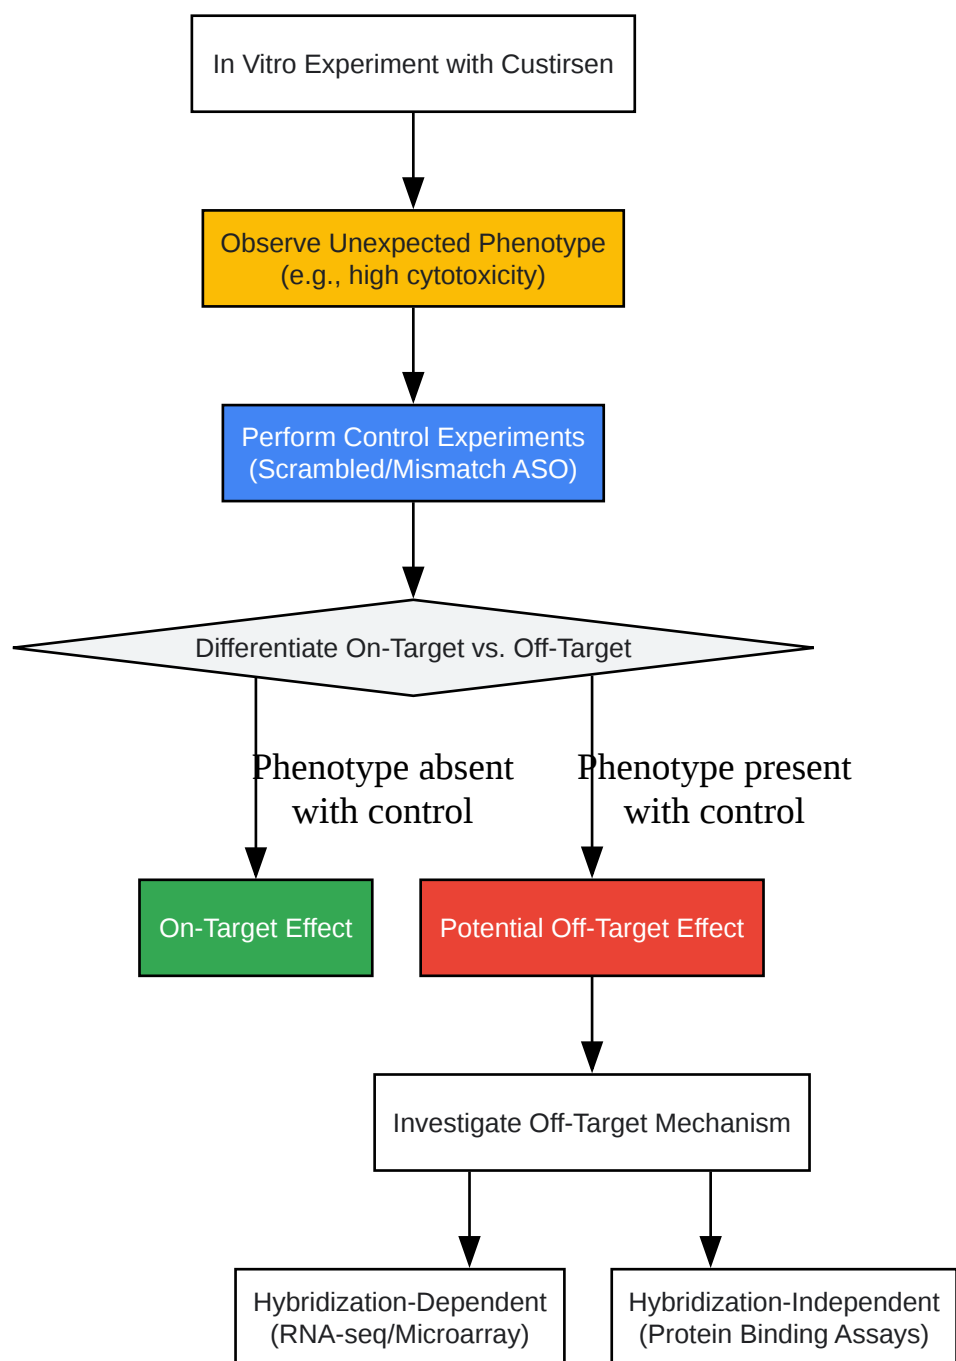 In Vitro Experiment with Custirsen
Observe Unexpected Phenotype
(e.g., high cytotoxicity)
Perform Control Experiments
(Scrambled/Mismatch ASO)
Differentiate On-Target vs. Off-Target
Phenotype absent
with control
Phenotype present
with control
On-Target Effect
Potential Off-Target Effect
Investigate Off-Target Mechanism
Hybridization-Dependent
(RNA-seq/Microarray)
Hybridization-Independent
(Protein Binding Assays)